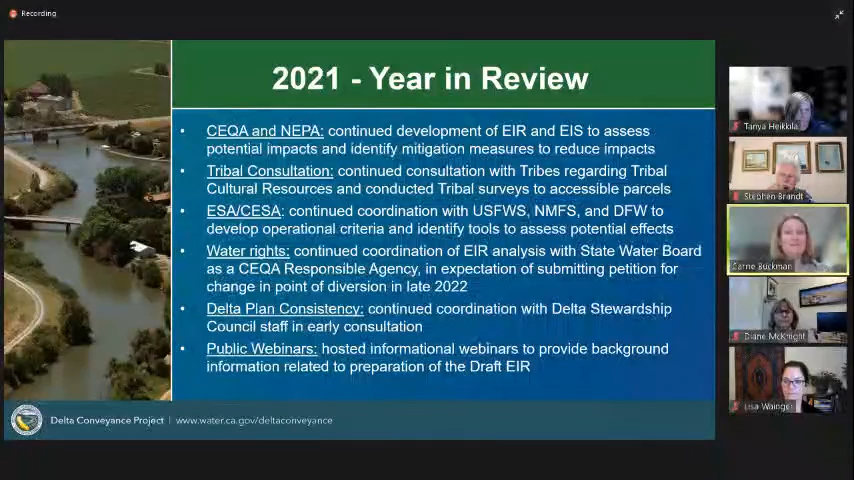 Recording
2021 - Year in Review
• CEQA and NEPA: continued development of EIR and EIS to assess
potential impacts and identify mitigation measures to reduce impacts
• Tribal Consultation: continued consultation with Tribes regarding Tribal
Cultural Resources and conducted Tribal surveys to accessible parcels
• ESA/CESA: continued coordination with USFWS, NMFS, and DFW to
develop operational criteria and identify tools to assess potential effects
• Water rights: continued coordination of EIR analysis with State Water Board
as a CEQA Responsible Agency, in expectation of submitting petition for
change in point of diversion in late 2022
• Delta Plan Consistency: continued coordination with Delta Stewardship
Council staff in early consultation
• Public Webinars: hosted informational webinars to provide background
information related to preparation of the Draft EIR
Delta Conveyance Project | www.water.ca.gov/deltaconveyance
Tanya Heikkila
Stephen Brandt
Carrie Buckman
Diane McKnight
Lisa Wainger